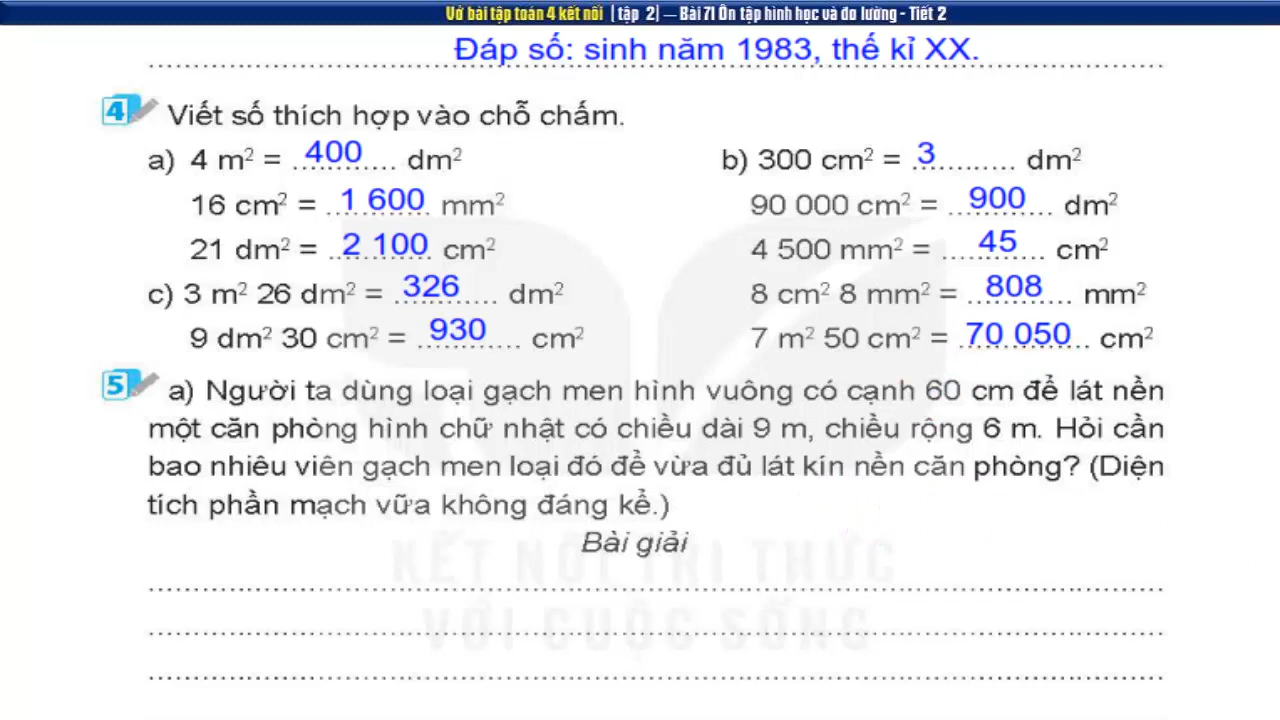 Vở bài tập toán 4 kết nối (tập 2) — Bài 71 Ôn tập hình học và đo lường - Tiết 2
Đáp số: sinh năm 1983, thế kỉ XX.
4 Viết số thích hợp vào chỗ chấm.
a) 4 m² = 400 dm² b) 300 cm² = 3 dm²
16 cm² = 1 600 mm² 90 000 cm² = 900 dm²
21 dm² = 2 100 cm² 4 500 mm² = 45 cm²
c) 3 m² 26 dm² = 326 dm² 8 cm² 8 mm² = 808 mm²
9 dm² 30 cm² = 930 cm² 7 m² 50 cm² = 70 050 cm²
5 a) Người ta dùng loại gạch men hình vuông có cạnh 60 cm để lát nền
một căn phòng hình chữ nhật có chiều dài 9 m, chiều rộng 6 m. Hỏi cần
bao nhiêu viên gạch men loại đó để vừa đủ lát kín nền căn phòng? (Diện
tích phần mạch vữa không đáng kể.)
Bài giải
KẾT NỐI TRI THỨC
VỚI CUỘC SỐNG